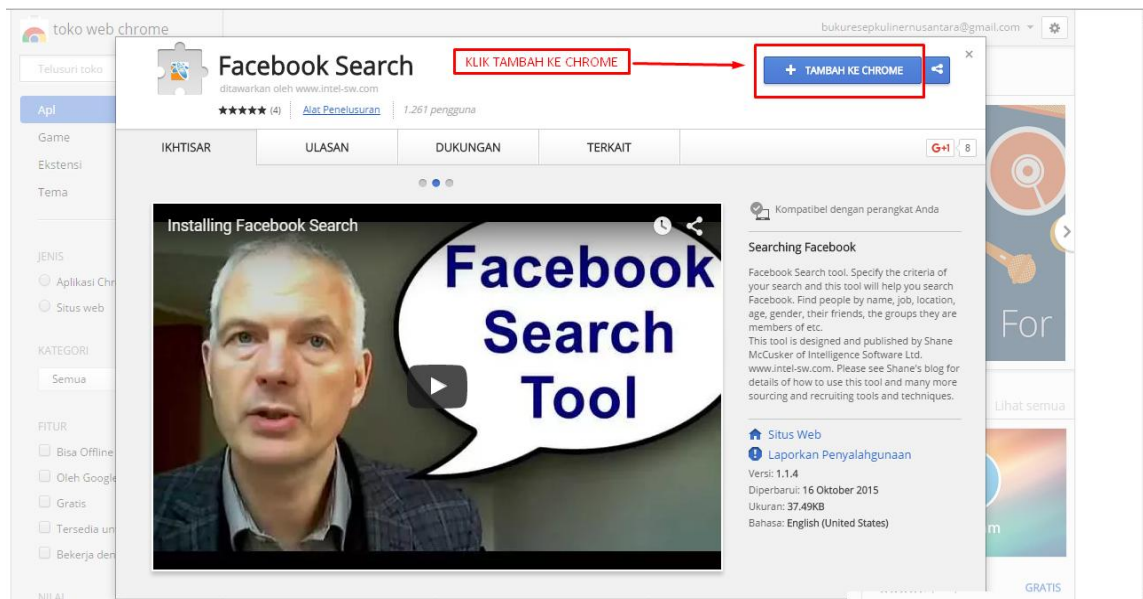 toko web chrome
bukuresepkulinernusantara@gmail.com
Telusuri toko
Apl
Game
Ekstensi
Tema
JENIS
Aplikasi Chr
Situs web
KATEGORI
Semua
FITUR
Bisa Offline
Oleh Google
Gratis
Tersedia un
Bekerja den
NILAI
Facebook Search
ditawarkan oleh www.intel-sw.com
(4)
Alat Penelusuran
1.261 pengguna
KLIK TAMBAH KE CHROME
+ TAMBAH KE CHROME
×
IKHTISAR
ULASAN
DUKUNGAN
TERKAIT
G+1
8
Installing Facebook Search
Facebook
Search
Tool
Kompatibel dengan perangkat Anda
Searching Facebook
Facebook Search tool. Specify the criteria of
your search and this tool will help you search
Facebook. Find people by name, job, location,
age, gender, their friends, the groups they are
members of etc.
This tool is designed and published by Shane
McCusker of Intelligence Software Ltd.
www.intel-sw.com. Please see Shane's blog for
details of how to use this tool and many more
sourcing and recruiting tools and techniques.
Situs Web
Laporkan Penyalahgunaan
Versi: 1.1.4
Diperbarui: 16 Oktober 2015
Ukuran: 37.49KB
Bahasa: English (United States)
For
Lihat semua
m
GRATIS